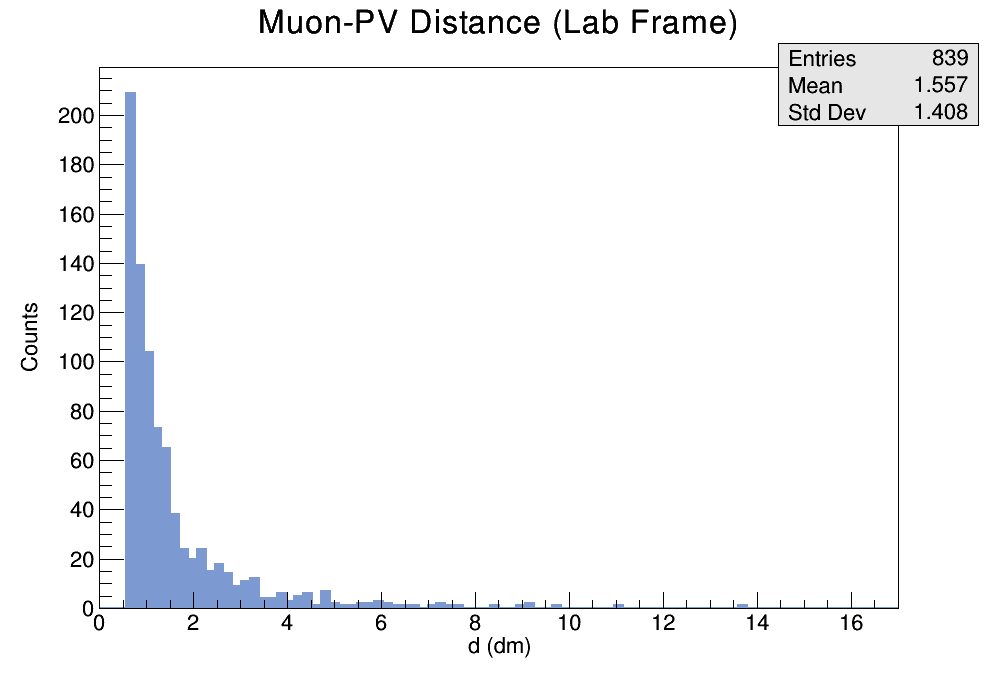 Muon-PV Distance (Lab Frame)
Entries 839
Mean 1.557
Std Dev 1.408
200
180
160
140
120
100
80
60
40
20
0
Counts
0 2 4 6 8 10 12 14 16
d (dm)